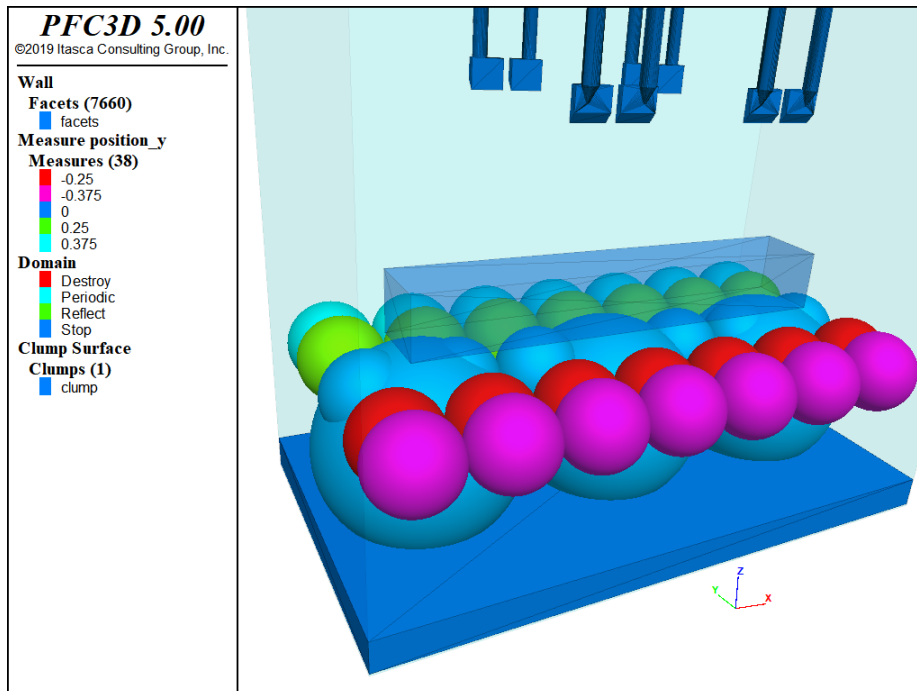 PFC3D 5.00
©2019 Itasca Consulting Group, Inc.
Wall
Facets (7660)
facets
Measure position_y
Measures (38)
-0.25
-0.375
0
0.25
0.375
Domain
Destroy
Periodic
Reflect
Stop
Clump Surface
Clumps (1)
clump
Z
Y
X